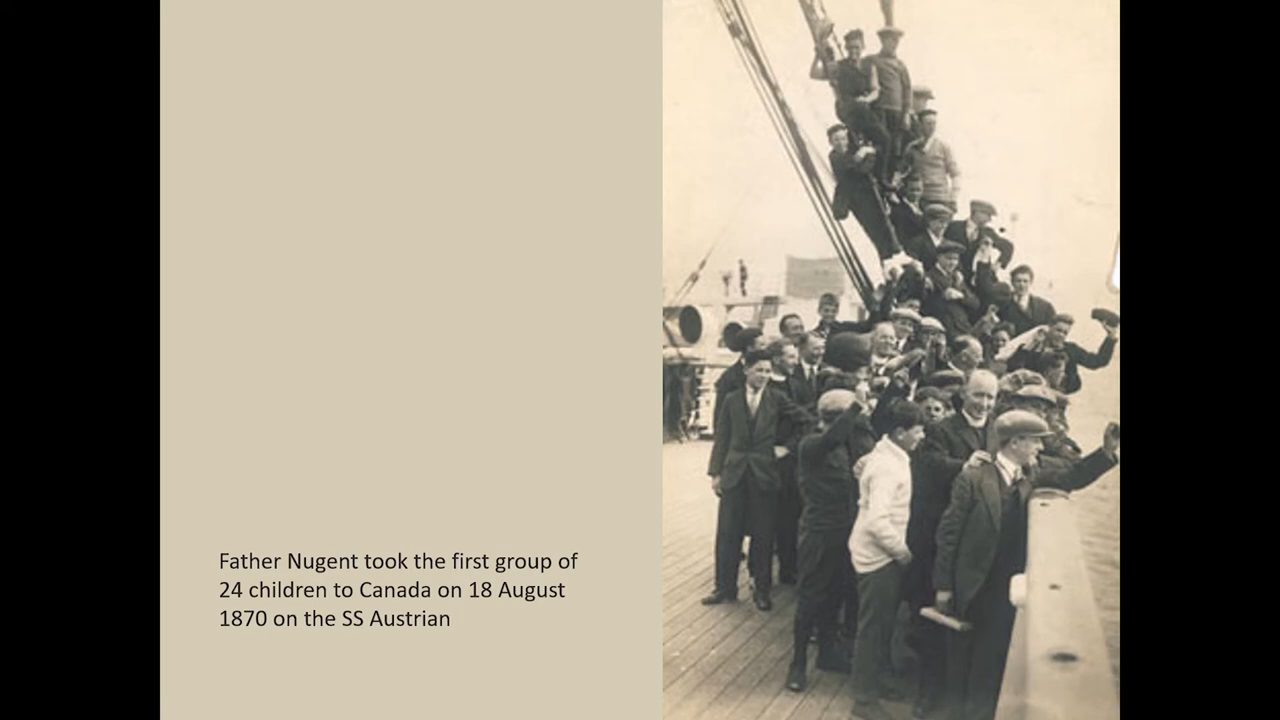 Father Nugent took the first group of
24 children to Canada on 18 August
1870 on the SS Austrian